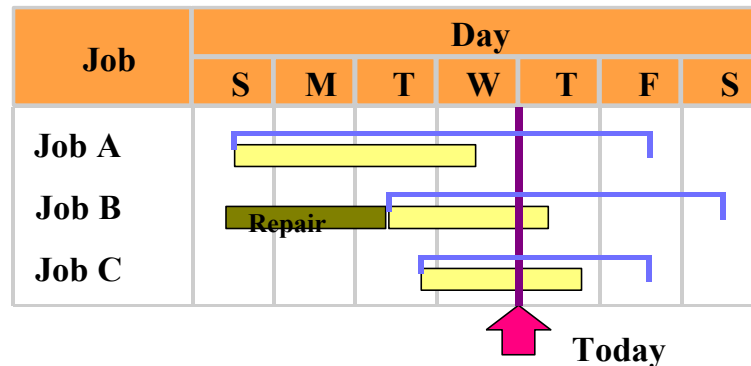 Job
Day
S M T W T F S
Job A
Job B
Repair
Job C
Today